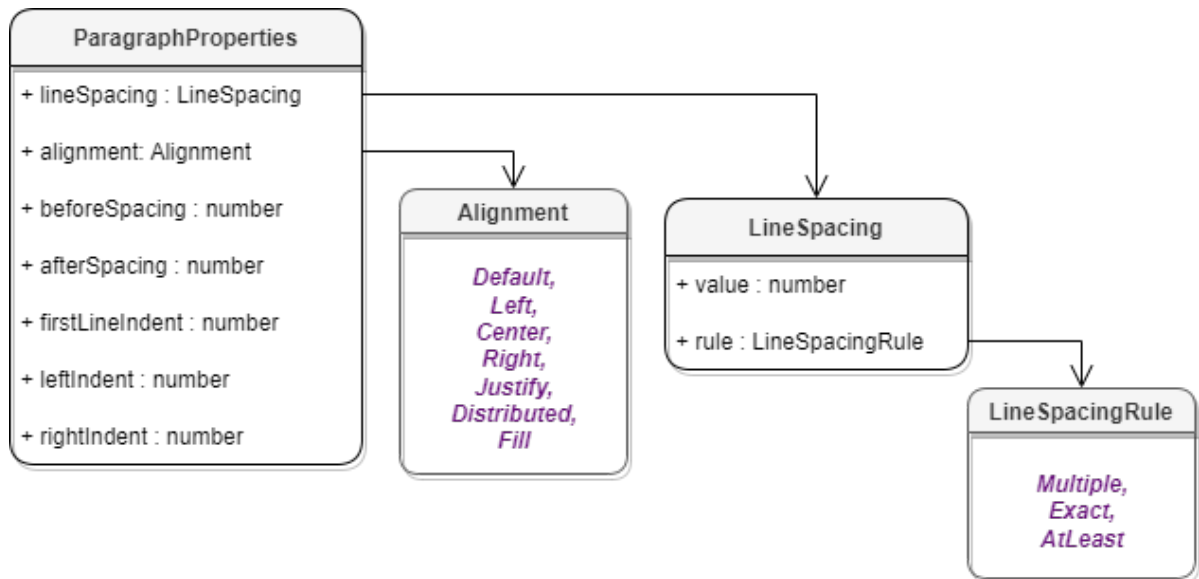 ParagraphProperties
+ lineSpacing : LineSpacing
+ alignment: Alignment
+ beforeSpacing : number
+ afterSpacing : number
+ firstLineIndent : number
+ leftIndent : number
+ rightIndent : number
Alignment
Default,
Left,
Center,
Right,
Justify,
Distributed,
Fill
LineSpacing
+ value : number
+ rule : LineSpacingRule
LineSpacingRule
Multiple,
Exact,
AtLeast